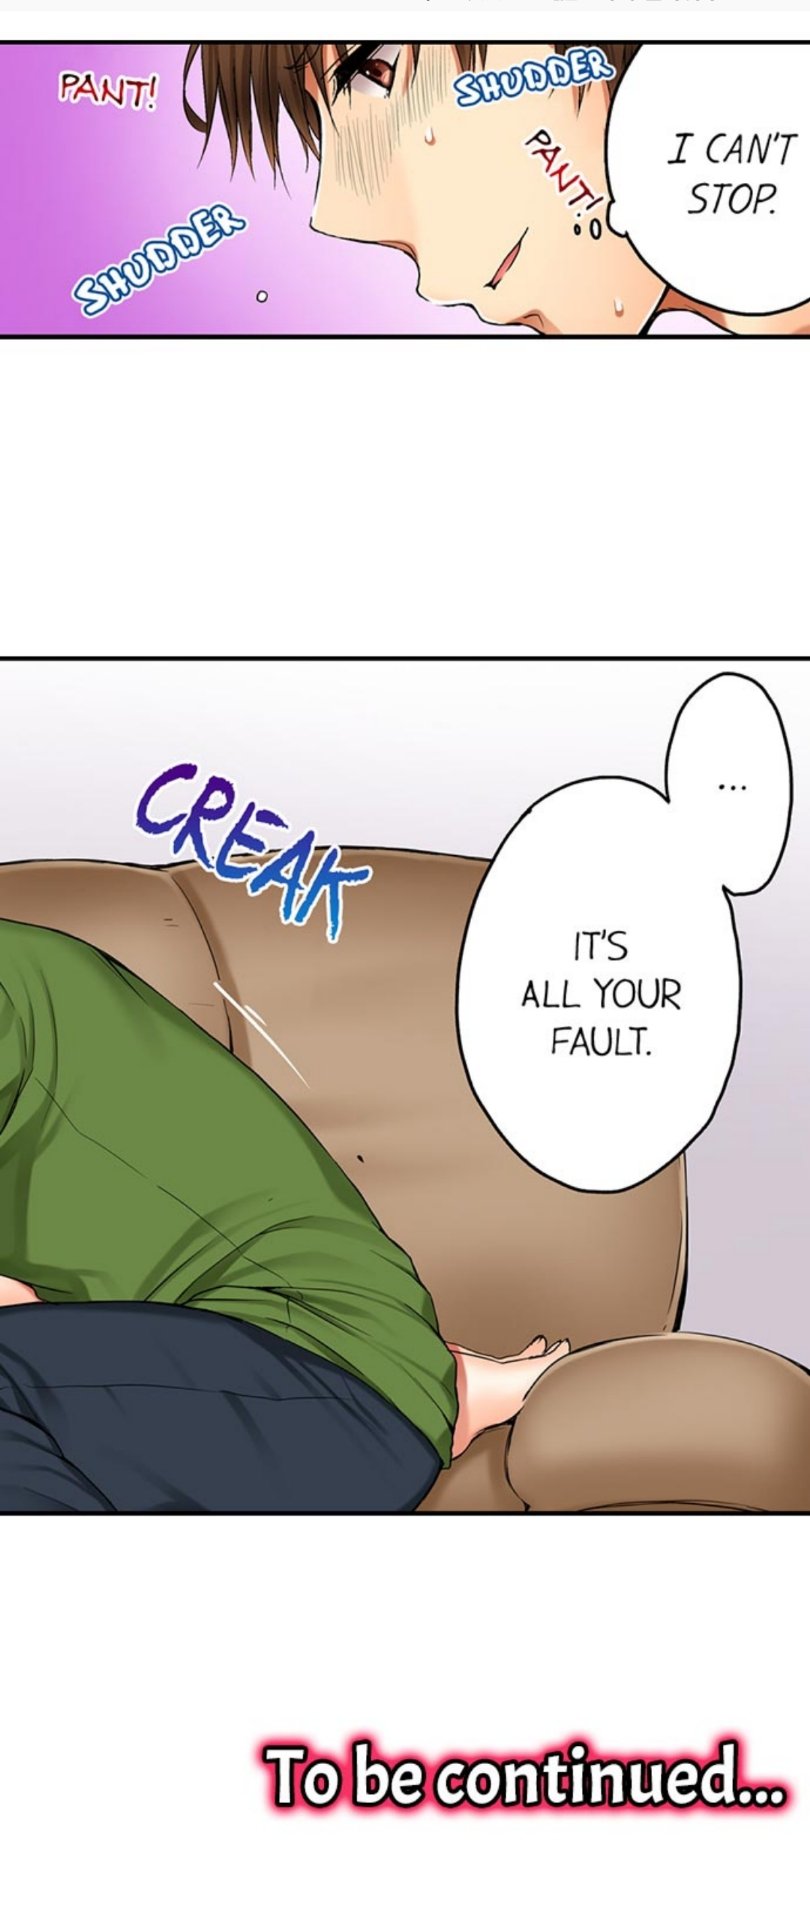 PANT!
SHUDDER
PANT!
I CAN'T
STOP.
SHUDDER
...
CREAK
IT'S
ALL YOUR
FAULT.
To be continued...